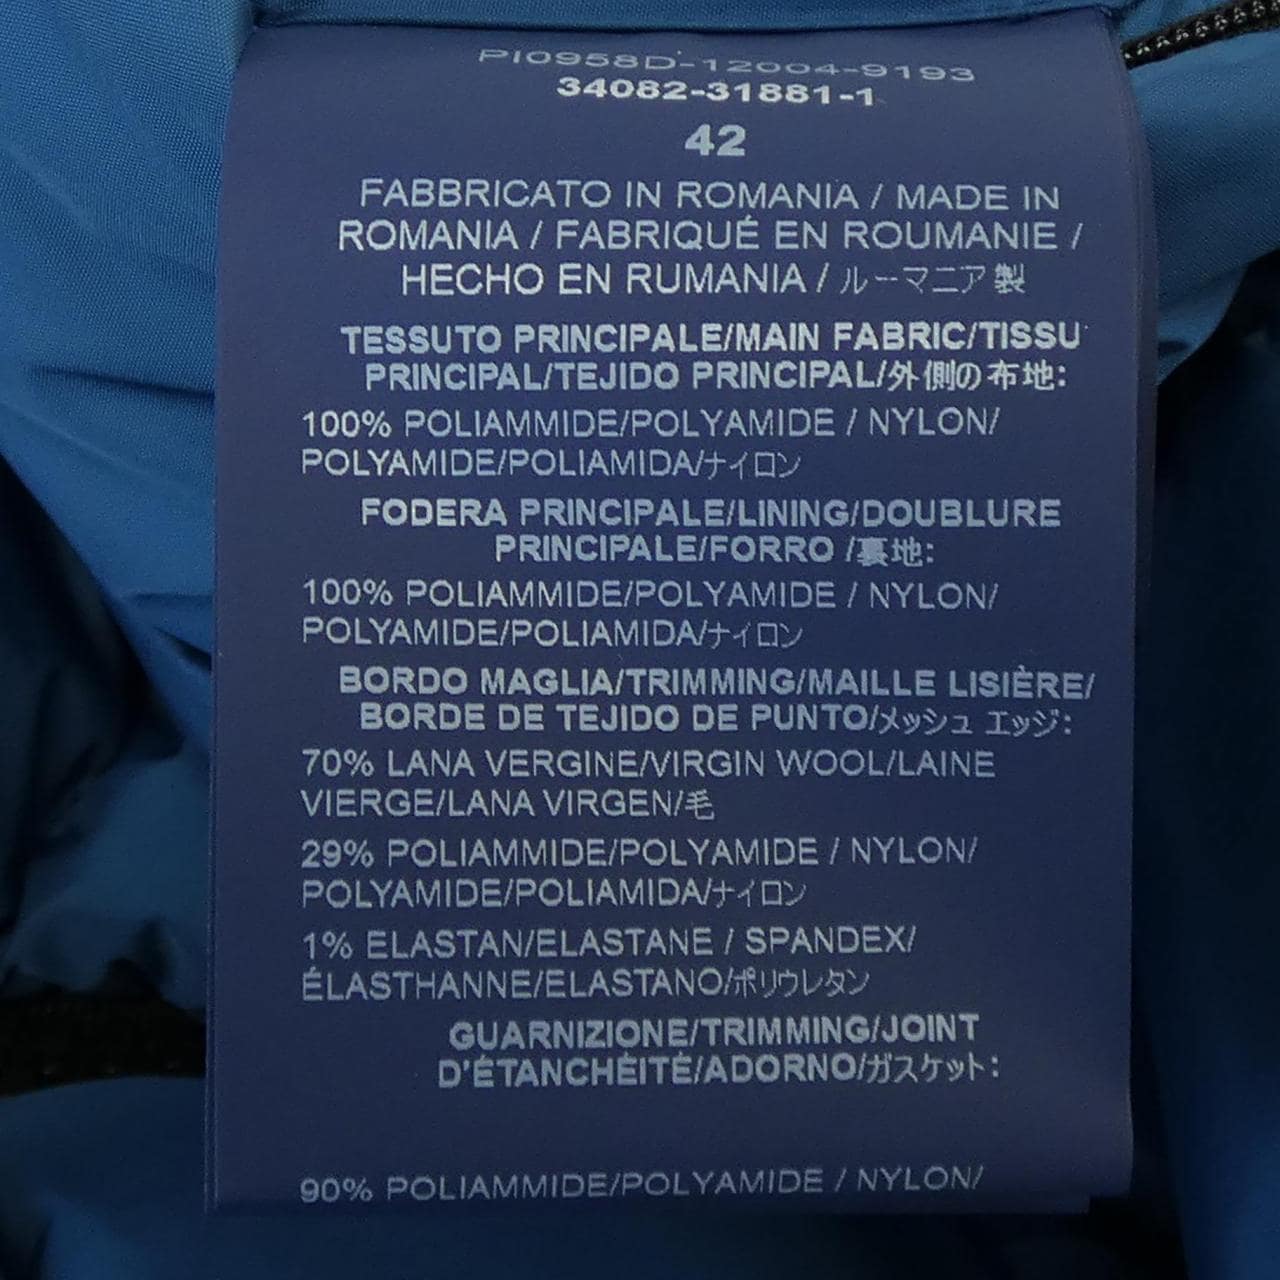 PI0958D-12004-9193
34082-31881-1
42
FABBRICATO IN ROMANIA / MADE IN
ROMANIA / FABRIQUÉ EN ROUMANIE /
HECHO EN RUMANIA / ルーマニア製
TESSUTO PRINCIPALE/MAIN FABRIC/TISSU
PRINCIPAL/TEJIDO PRINCIPAL/外側の布地:
100% POLIAMMIDE/POLYAMIDE / NYLON/
POLYAMIDE/POLIAMIDA/ナイロン
FODERA PRINCIPALE/LINING/DOUBLURE
PRINCIPALE/FORRO /裏地:
100% POLIAMMIDE/POLYAMIDE / NYLON/
POLYAMIDE/POLIAMIDA/ナイロン
BORDO MAGLIA/TRIMMING/MAILLE LISIÈRE/
BORDE DE TEJIDO DE PUNTO/メッシュ エッジ:
70% LANA VERGINE/VIRGIN WOOL/LAINE
VIERGE/LANA VIRGEN/毛
29% POLIAMMIDE/POLYAMIDE / NYLON/
POLYAMIDE/POLIAMIDA/ナイロン
1% ELASTAN/ELASTANE / SPANDEX/
ÉLASTHANNE/ELASTANO/ポリウレタン
GUARNIZIONE/TRIMMING/JOINT
D'ÉTANCHÉITÉ/ADORNO/ガスケット:
90% POLIAMMIDE/POLYAMIDE / NYLON/